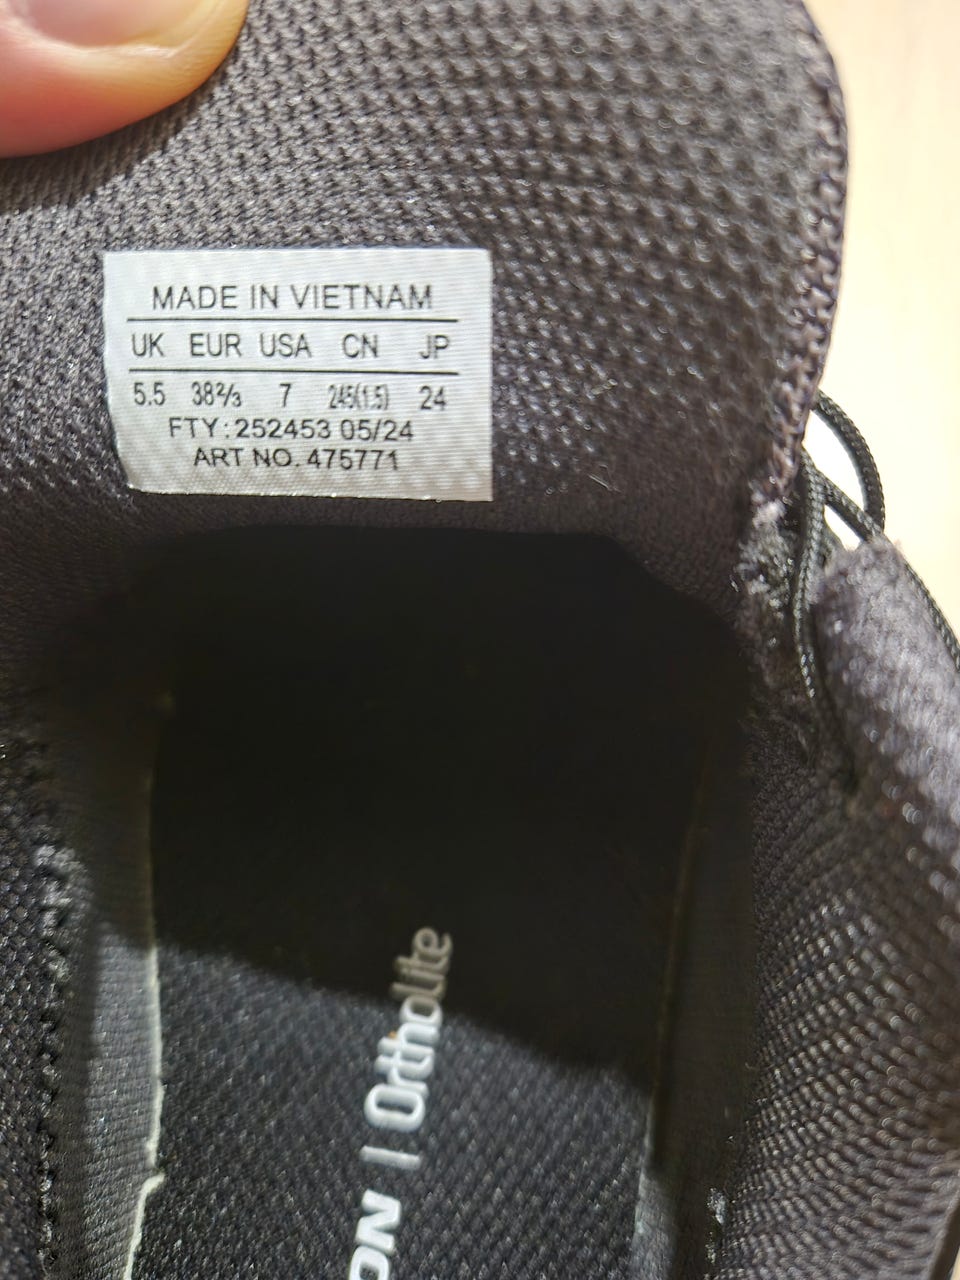 MADE IN VIETNAM
UK EUR USA CN JP
5.5 38⅔ 7 245(1.5) 24
FTY:252453 05/24
ART NO. 475771
ON | Ortholite